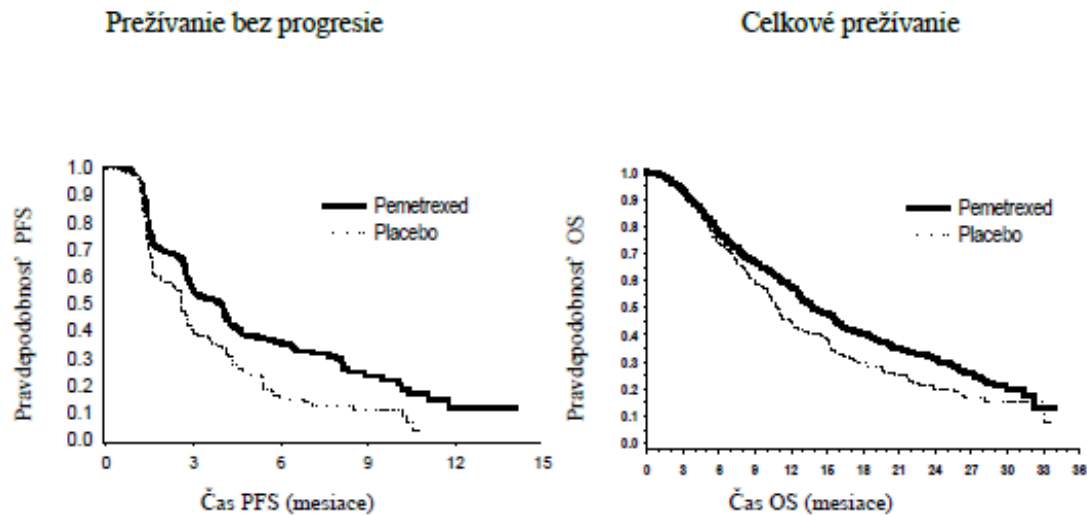 Prežívanie bez progresie
Celkové prežívanie
Pravdepodobnosť PFS
1.0
0.9
0.8
0.7
0.6
0.5
0.4
0.3
0.2
0.1
0.0
Pemetrexed
Placebo
0 3 6 9 12 15
Čas PFS (mesiace)
Pravdepodobnosť OS
1.0
0.9
0.8
0.7
0.6
0.5
0.4
0.3
0.2
0.1
0.0
Pemetrexed
Placebo
0 3 6 9 12 15 18 21 24 27 30 33 36
Čas OS (mesiace)